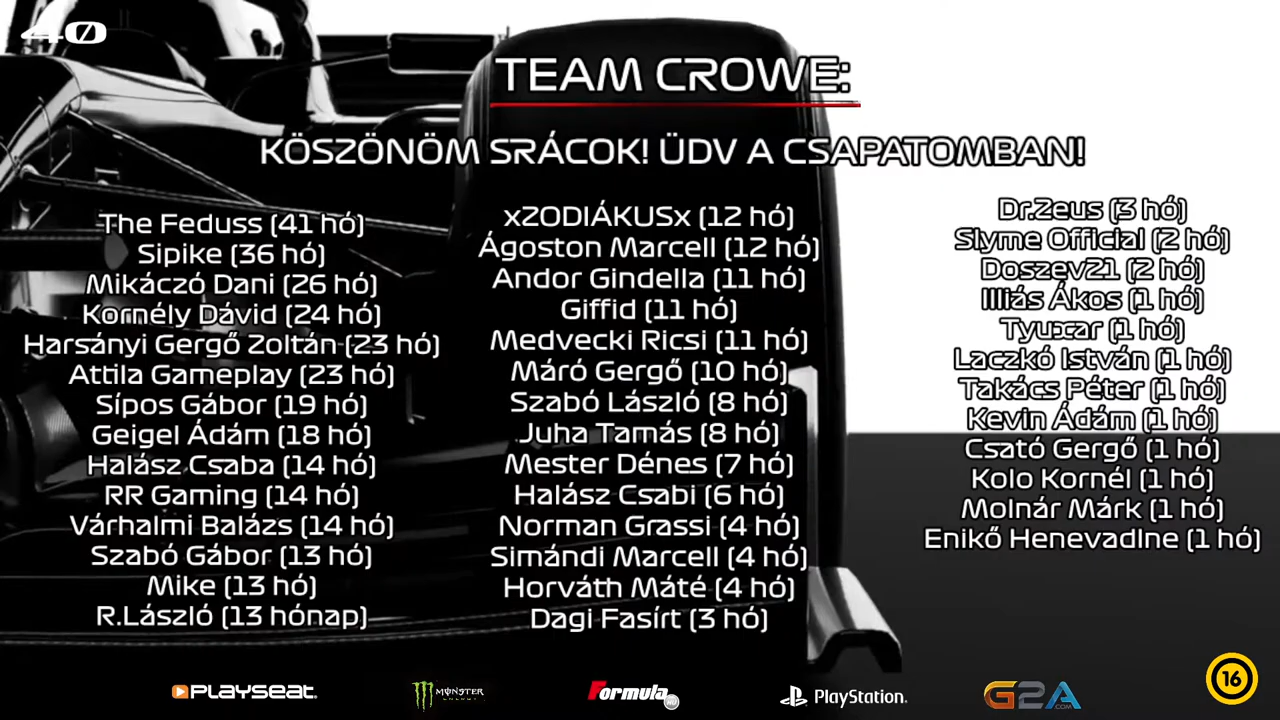 40
TEAM CROWE:
KÖSZÖNÖM SRÁCOK! ÜDV A CSAPATOMBAN!
The Feduss (41 hó)
Sipike (36 hó)
Mikáczó Dani (26 hó)
Kornély Dávid (24 hó)
Harsányi Gergő Zoltán (23 hó)
Attila Gameplay (23 hó)
Sípos Gábor (19 hó)
Geigel Ádám (18 hó)
Halász Csaba (14 hó)
RR Gaming (14 hó)
Várhalmi Balázs (14 hó)
Szabó Gábor (13 hó)
Mike (13 hó)
R.László (13 hónap)
xZODIÁKUSx (12 hó)
Ágoston Marcell (12 hó)
Andor Gindella (11 hó)
Giffid (11 hó)
Medvecki Ricsi (11 hó)
Máró Gergő (10 hó)
Szabó László (8 hó)
Juha Tamás (8 hó)
Mester Dénes (7 hó)
Halász Csabi (6 hó)
Norman Grassi (4 hó)
Simándi Marcell (4 hó)
Horváth Máté (4 hó)
Dagi Fasírt (3 hó)
Dr.Zeus (3 hó)
Slyme Official (2 hó)
Doszev21 (2 hó)
Illiás Ákos (1 hó)
Tyuxar (1 hó)
Laczkó István (1 hó)
Takács Péter (1 hó)
Kevin Ádám (1 hó)
Csató Gergő (1 hó)
Kolo Kornél (1 hó)
Molnár Márk (1 hó)
Enikő Henevadlne (1 hó)
PLAYSEAT
MONSTER ENERGY
Formula HD
PlayStation
G2A.COM
16